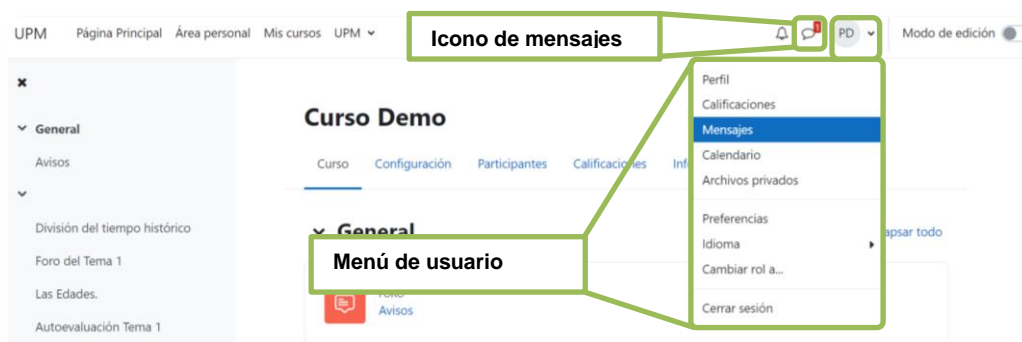 UPM Página Principal Área personal Mis cursos UPM
Icono de mensajes
PD Modo de edición
General
Avisos
División del tiempo histórico
Foro del Tema 1
Las Edades.
Autoevaluación Tema 1
Curso Demo
Curso Configuración Participantes Calificaciones
General
Menú de usuario
Avisos
Perfil
Calificaciones
Mensajes
Calendario
Archivos privados
Preferencias
Idioma
Cambiar rol a...
Cerrar sesión
todo